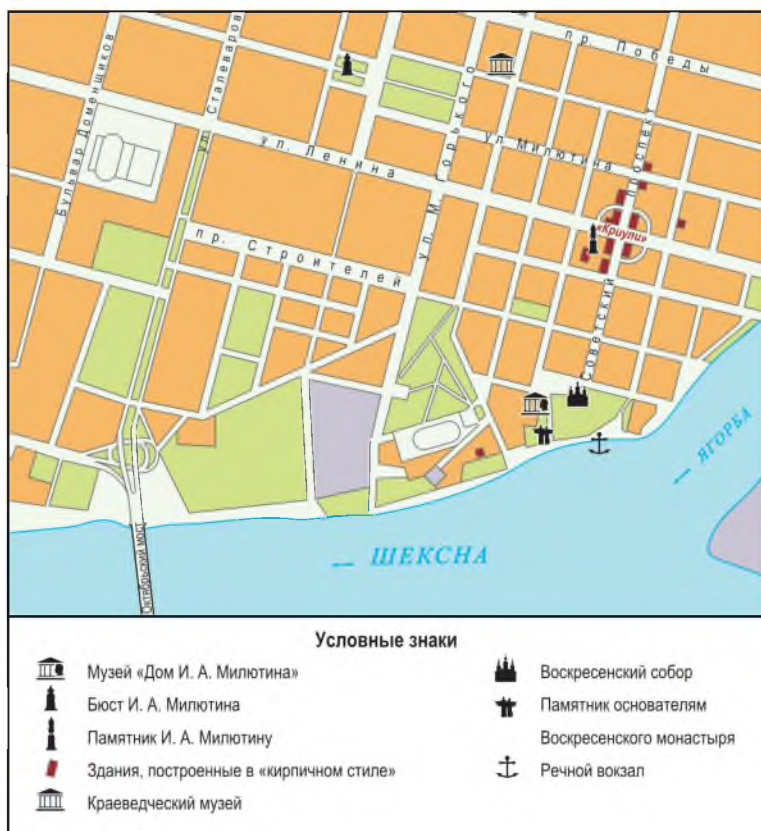 пр. Победы
Бульвар Доменщиков
ул. Сталеваров
ул. М. Горького
ул. Милютина
проспект
ул. Ленина
«Криули»
пр. Строителей
Советский
ЯГОРБА
ШЕКСНА
Октябрьский мост
Условные знаки
Музей «Дом И. А. Милютина»
Бюст И. А. Милютина
Памятник И. А. Милютину
Здания, построенные в «кирпичном стиле»
Краеведческий музей
Воскресенский собор
Памятник основателям
Воскресенского монастыря
Речной вокзал